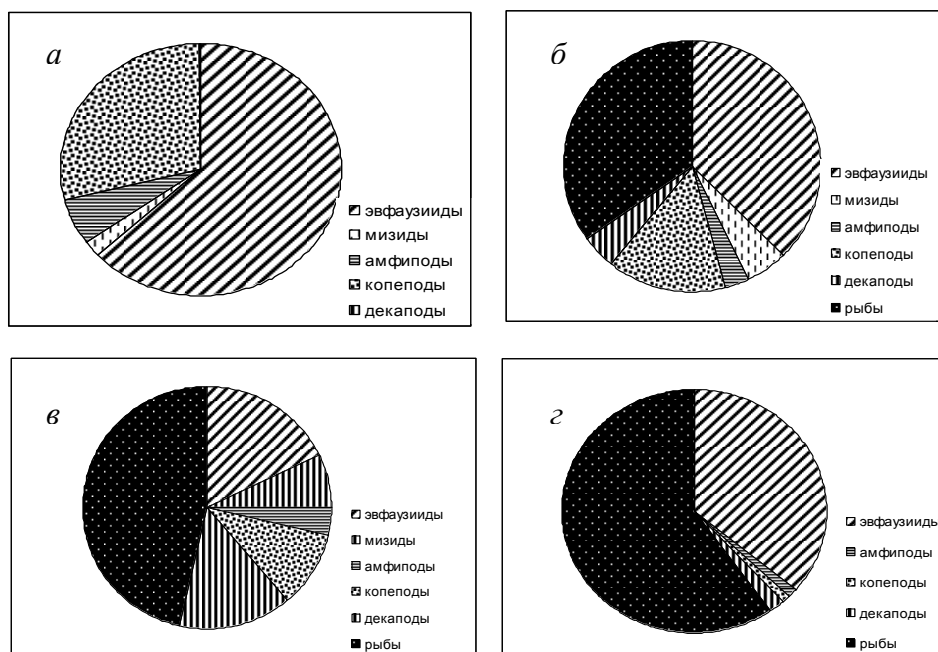 а
эвфаузииды
мизиды
амфиподы
копеподы
декаподы
б
эвфаузииды
мизиды
амфиподы
копеподы
декаподы
рыбы
в
эвфаузииды
мизиды
амфиподы
копеподы
декаподы
рыбы
г
эвфаузииды
амфиподы
копеподы
декаподы
рыбы